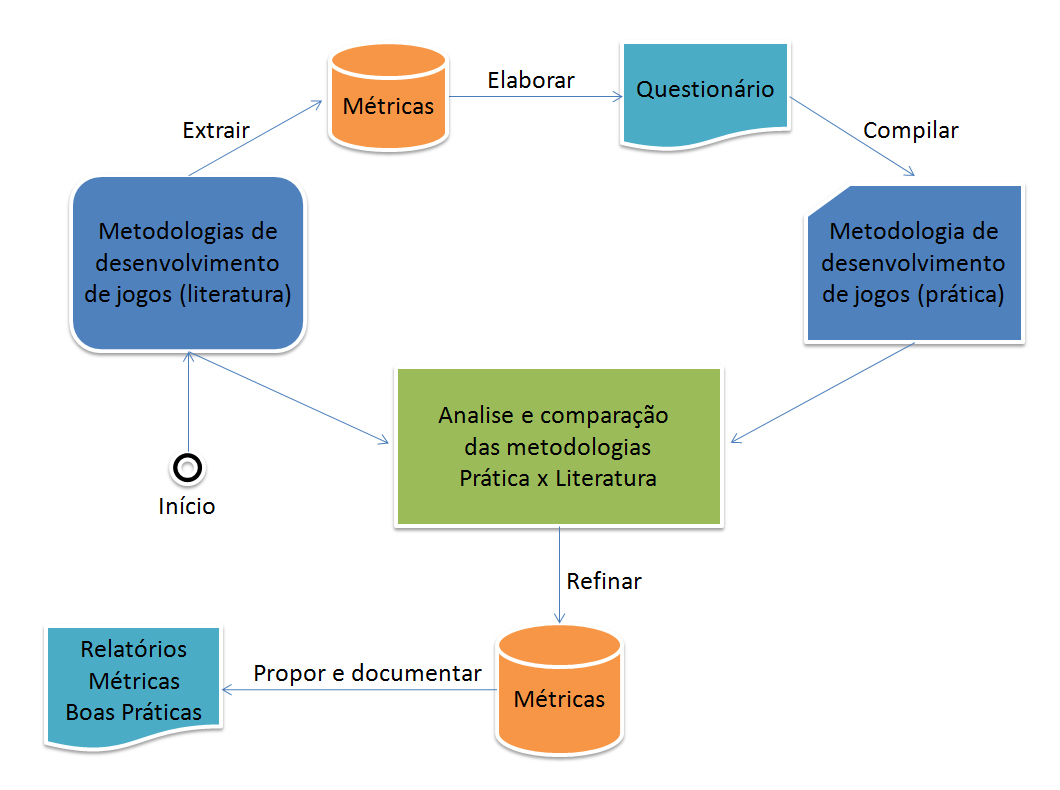 Métricas
Elaborar
Questionário
Extrair
Compilar
Metodologias de
desenvolvimento
de jogos (literatura)
Metodologia de
desenvolvimento
de jogos (prática)
Analise e comparação
das metodologias
Prática x Literatura
Início
Refinar
Relatórios
Métricas
Boas Práticas
Propor e documentar
Métricas